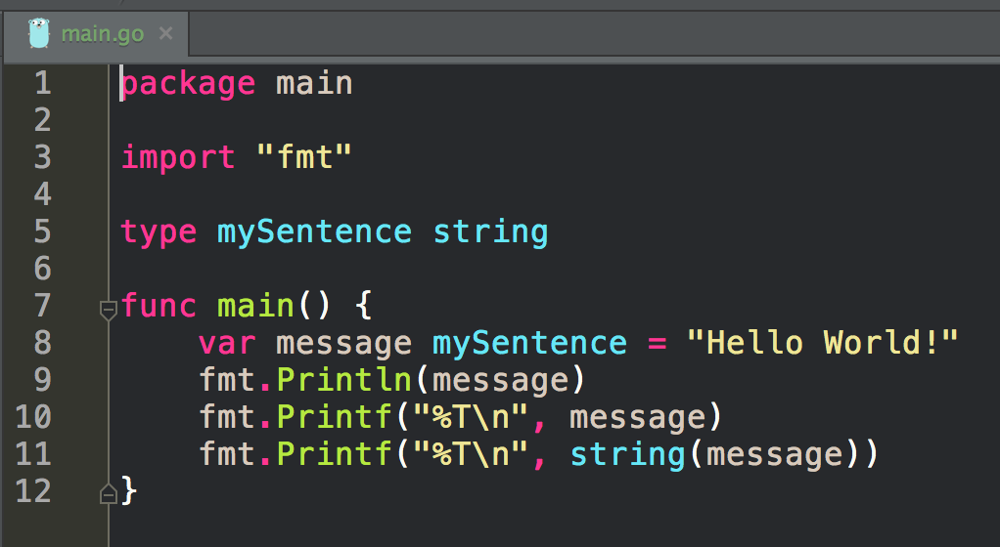 main.go ×
1 package main
2
3 import "fmt"
4
5 type mySentence string
6
7 func main() {
8     var message mySentence = "Hello World!"
9     fmt.Println(message)
10     fmt.Printf("%T\n", message)
11     fmt.Printf("%T\n", string(message))
12 }